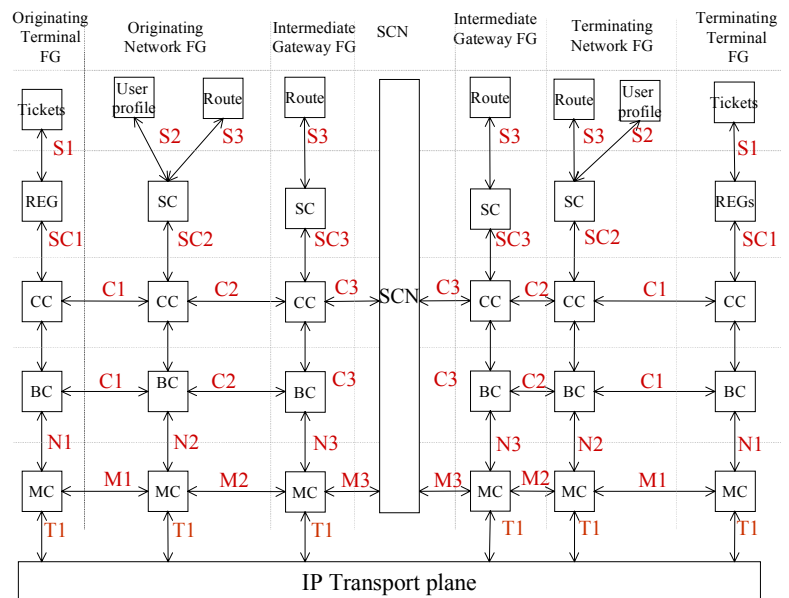 Originating Terminal FG
Originating Network FG
Intermediate Gateway FG
SCN
Intermediate Gateway FG
Terminating Network FG
Terminating Terminal FG
Tickets
User profile
Route
Route
Route
Route
User profile
Tickets
S1
S2
S3
S3
S3
S3
S2
S1
REG
SC
SC
SC
SC
REGs
SC1
SC2
SC3
SC3
SC2
SC1
CC
C1
CC
C2
CC
C3
SCN
C3
CC
C2
CC
C1
CC
BC
C1
BC
C2
BC
C3
C3
BC
C2
BC
C1
BC
N1
N2
N3
N3
N2
N1
MC
M1
MC
M2
MC
M3
M3
MC
M2
MC
M1
MC
T1
T1
T1
T1
T1
T1
IP Transport plane